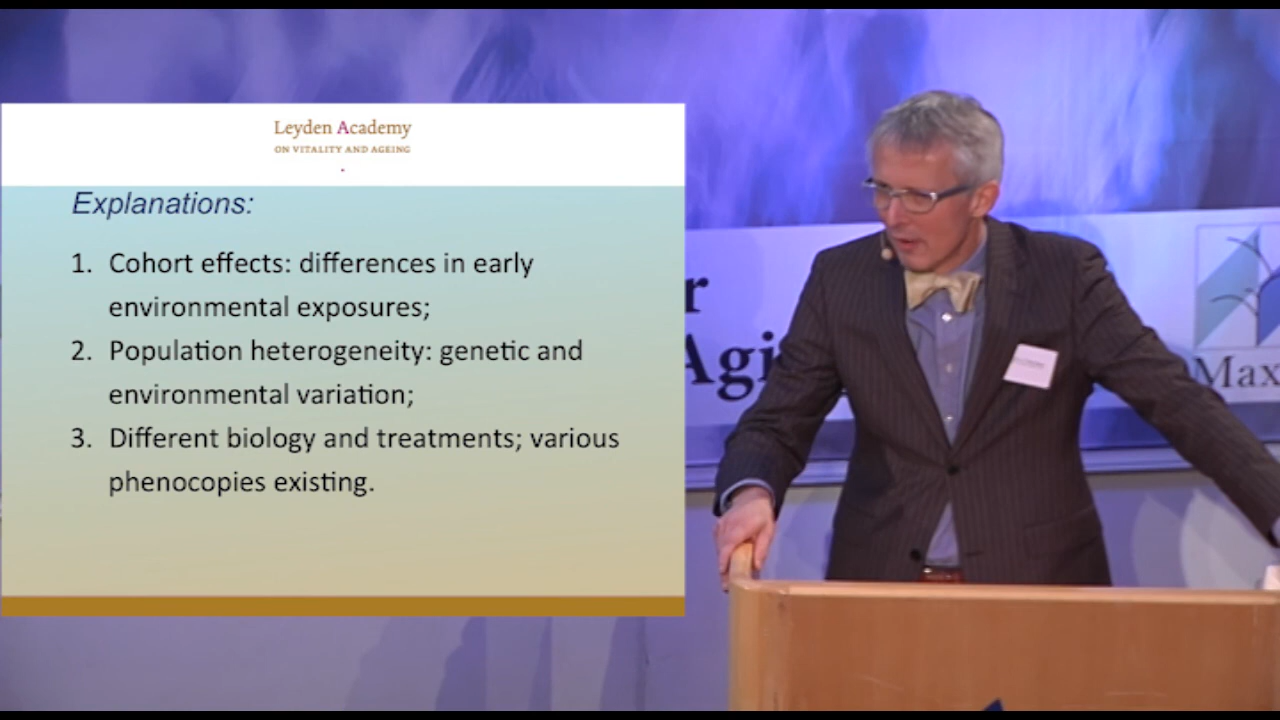 Leyden Academy
ON VITALITY AND AGEING
Explanations:
1. Cohort effects: differences in early
environmental exposures;
2. Population heterogeneity: genetic and
environmental variation;
3. Different biology and treatments; various
phenocopies existing.
r
Agi
Max